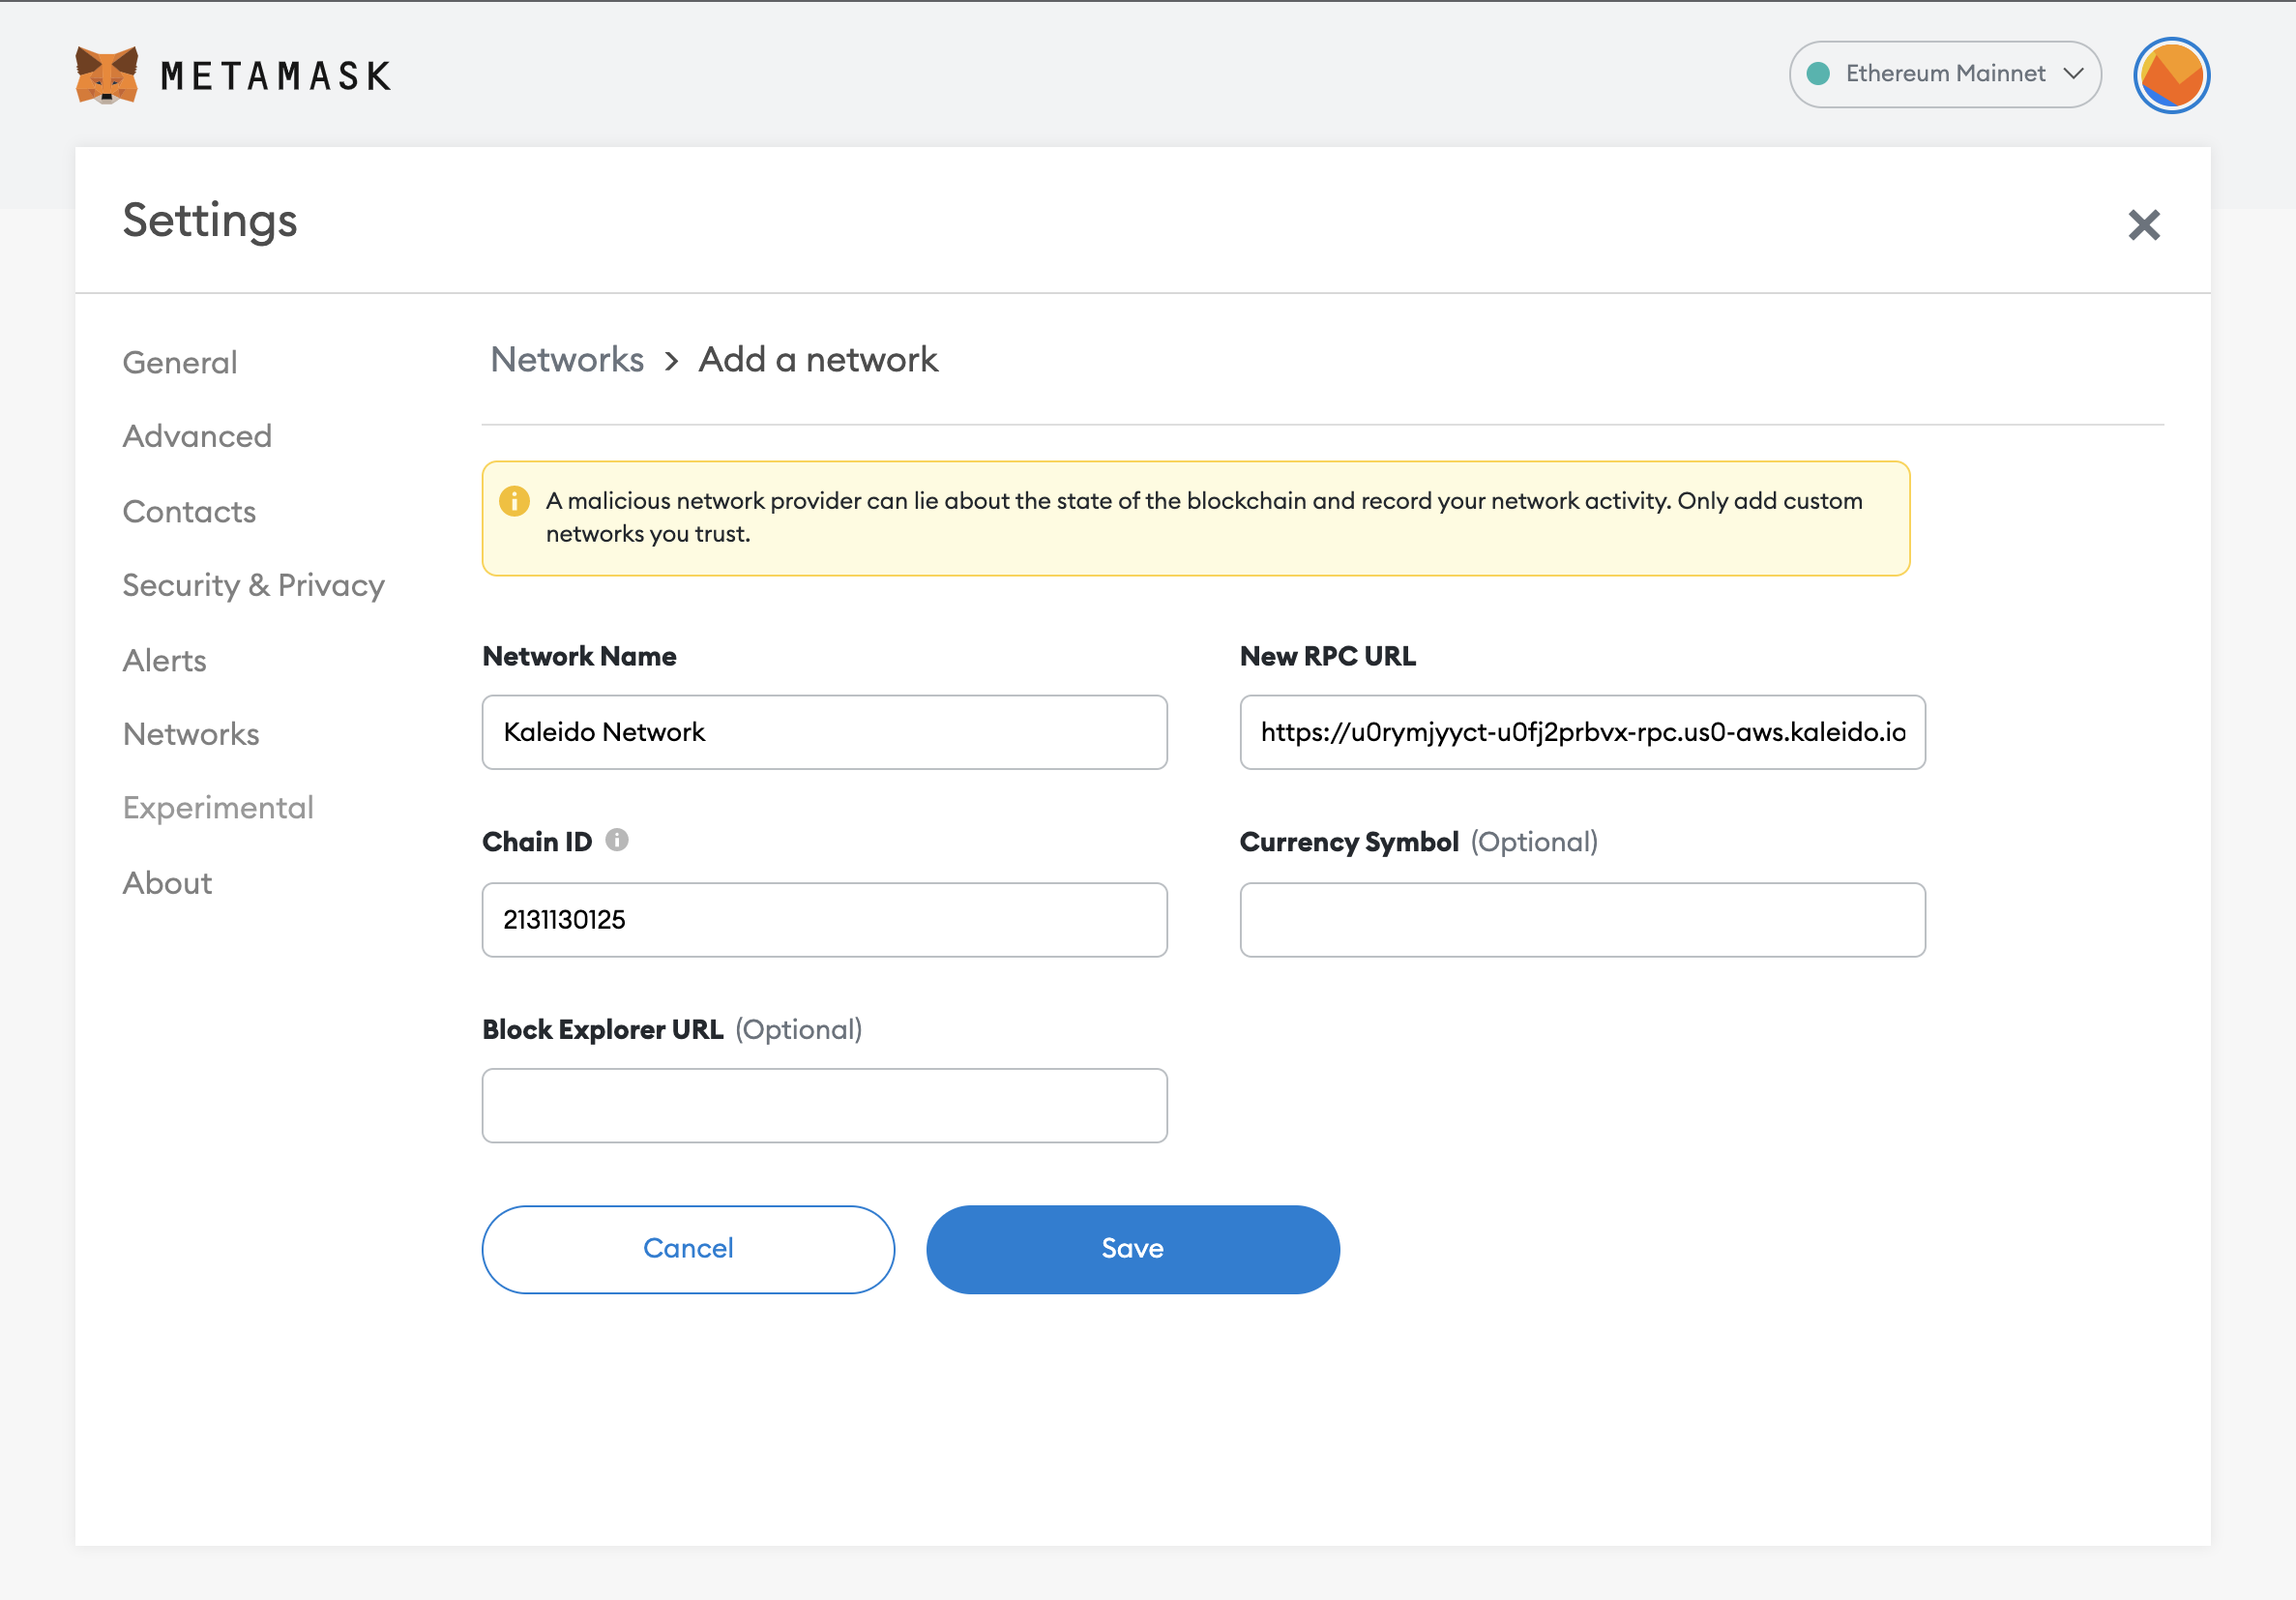 METAMASK
Ethereum Mainnet
Settings
General
Advanced
Contacts
Security & Privacy
Alerts
Networks
Experimental
About
Networks > Add a network
A malicious network provider can lie about the state of the blockchain and record your network activity. Only add custom
networks you trust.
Network Name
Kaleido Network
New RPC URL
https://u0rymjyyct-u0fj2prbvx-rpc.us0-aws.kaleido.io
Chain ID
2131130125
Currency Symbol (Optional)
Block Explorer URL (Optional)
Cancel
Save